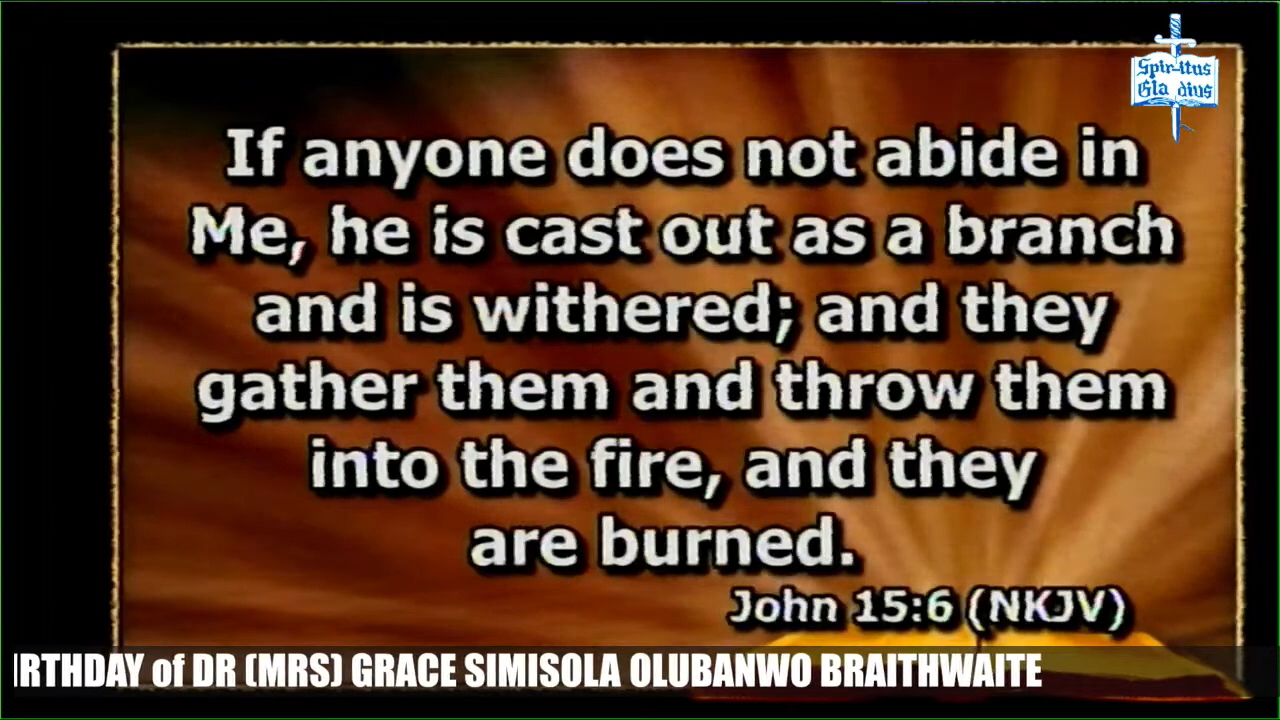 Spiritus
Gladius
If anyone does not abide in
Me, he is cast out as a branch
and is withered; and they
gather them and throw them
into the fire, and they
are burned.
John 15:6 (NKJV)
IRTHDAY of DR (MRS) GRACE SIMISOLA OLUBANWO BRAITHWAITE